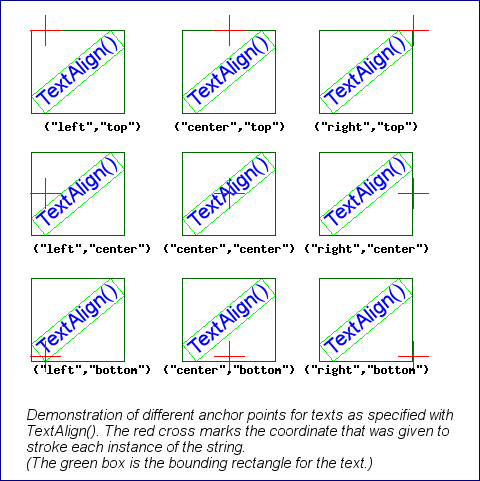 TextAlign() TextAlign() TextAlign()
("left","top") ("center","top") ("right","top")
TextAlign() TextAlign() TextAlign()
("left","center") ("center","center") ("right","center")
TextAlign() TextAlign() TextAlign()
("left","bottom") ("center","bottom") ("right","bottom")
Demonstration of different anchor points for texts as specified with
TextAlign(). The red cross marks the coordinate that was given to
stroke each instance of the string.
(The green box is the bounding rectangle for the text.)